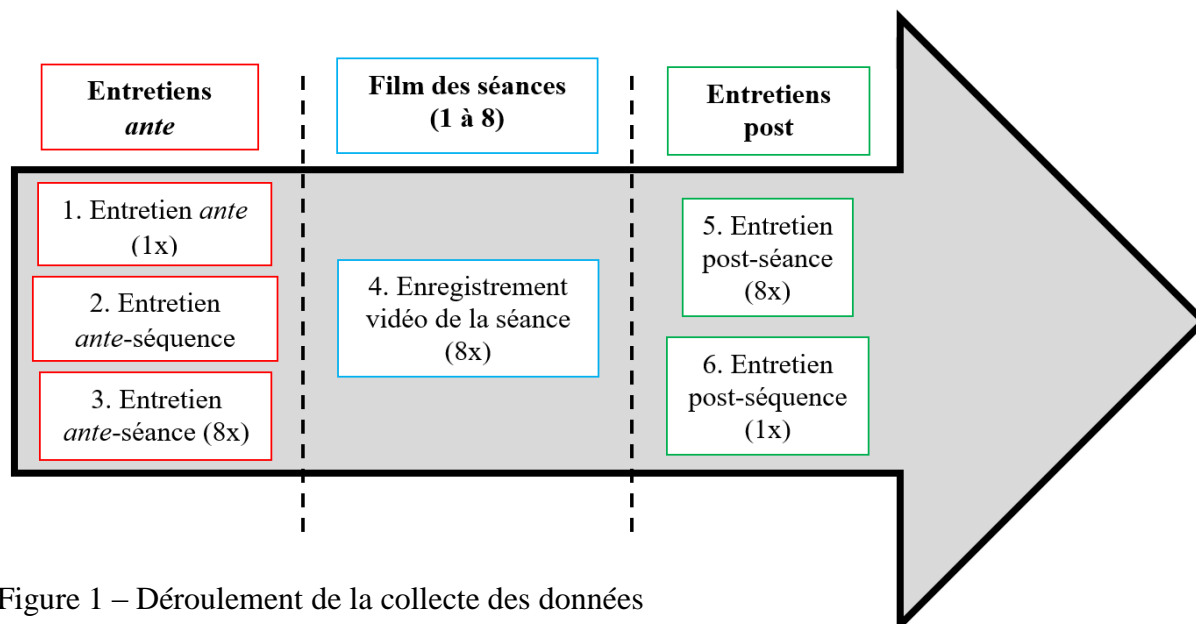 Entretiens
ante
Film des séances
(1 à 8)
Entretiens
post
1. Entretien ante
(1x)
2. Entretien
ante-séquence
3. Entretien
ante-séance (8x)
4. Enregistrement
vidéo de la séance
(8x)
5. Entretien
post-séance
(8x)
6. Entretien
post-séquence
(1x)
Figure 1 – Déroulement de la collecte des données